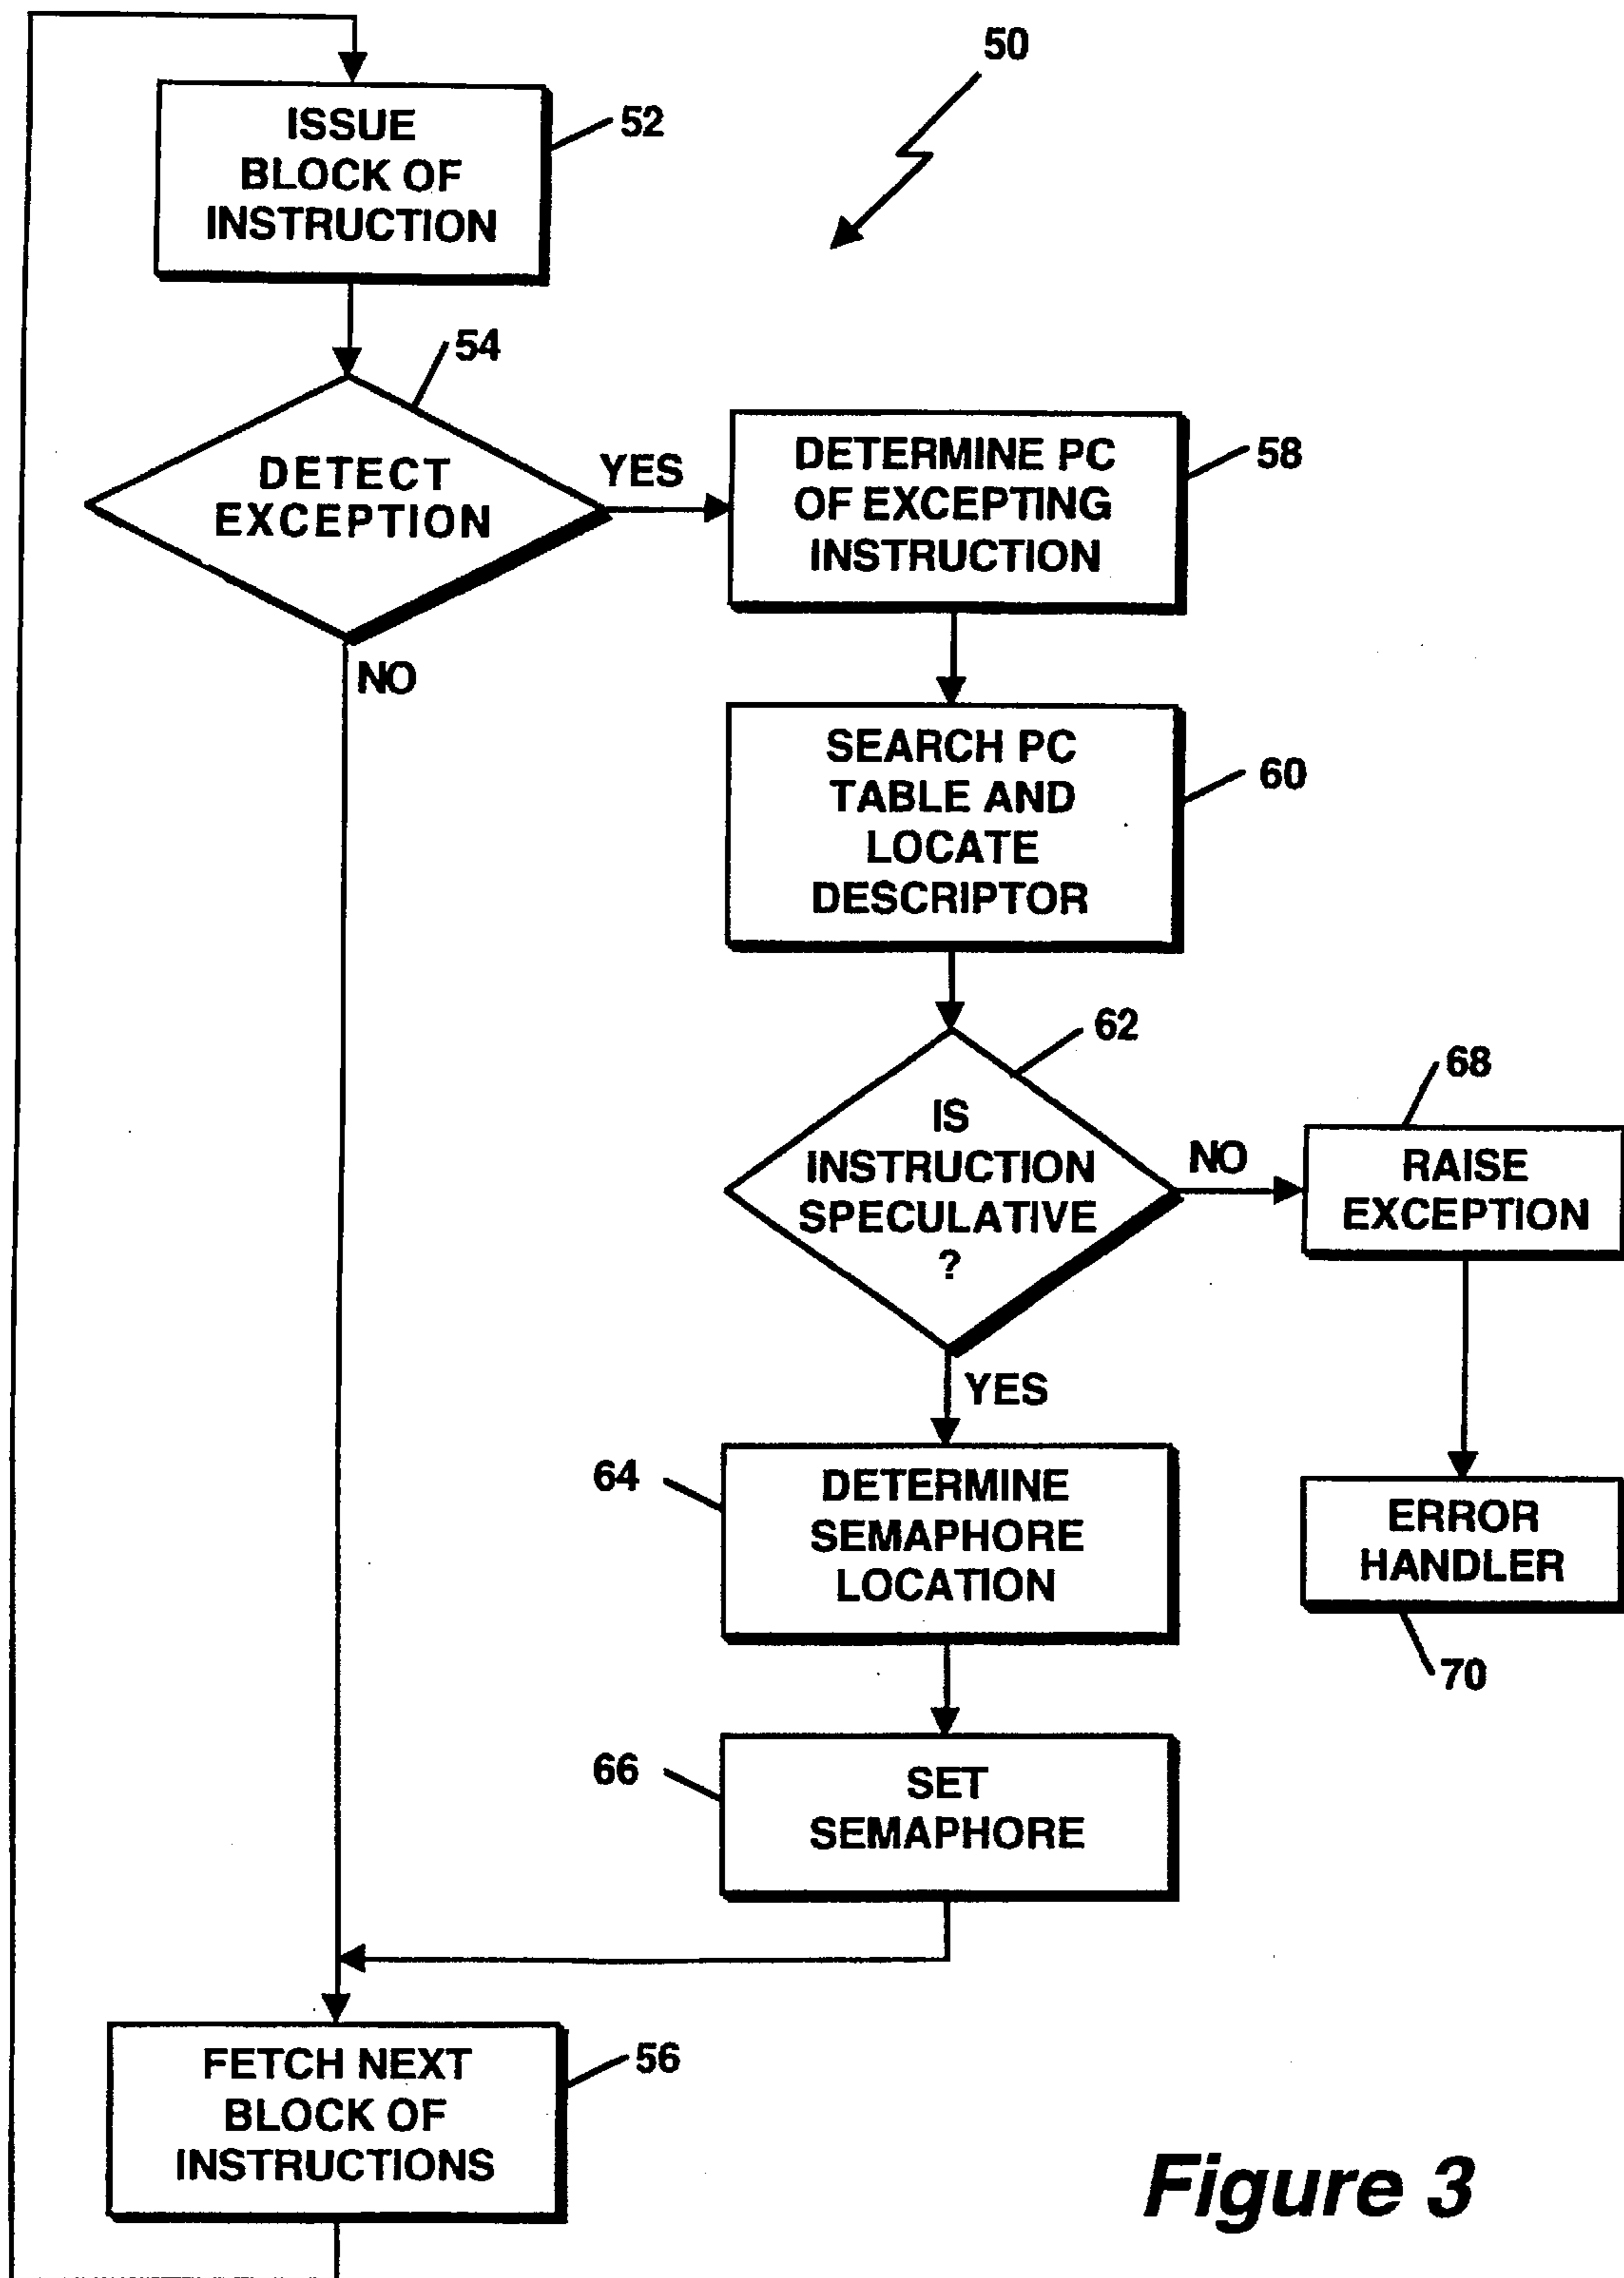 50
ISSUE
BLOCK OF
INSTRUCTION
52
54
DETECT
EXCEPTION
YES
NO
DETERMINE PC
OF EXCEPTING
INSTRUCTION
58
SEARCH PC
TABLE AND
LOCATE
DESCRIPTOR
60
62
IS
INSTRUCTION
SPECULATIVE
?
NO
68
RAISE
EXCEPTION
YES
64
DETERMINE
SEMAPHORE
LOCATION
ERROR
HANDLER
70
66
SET
SEMAPHORE
FETCH NEXT
BLOCK OF
INSTRUCTIONS
56
Figure 3